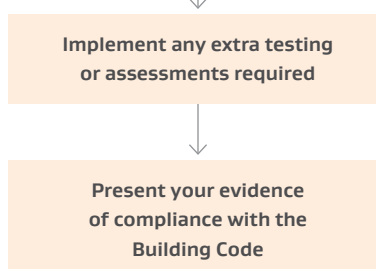 Implement any extra testing
or assessments required
Present your evidence
of compliance with the
Building Code